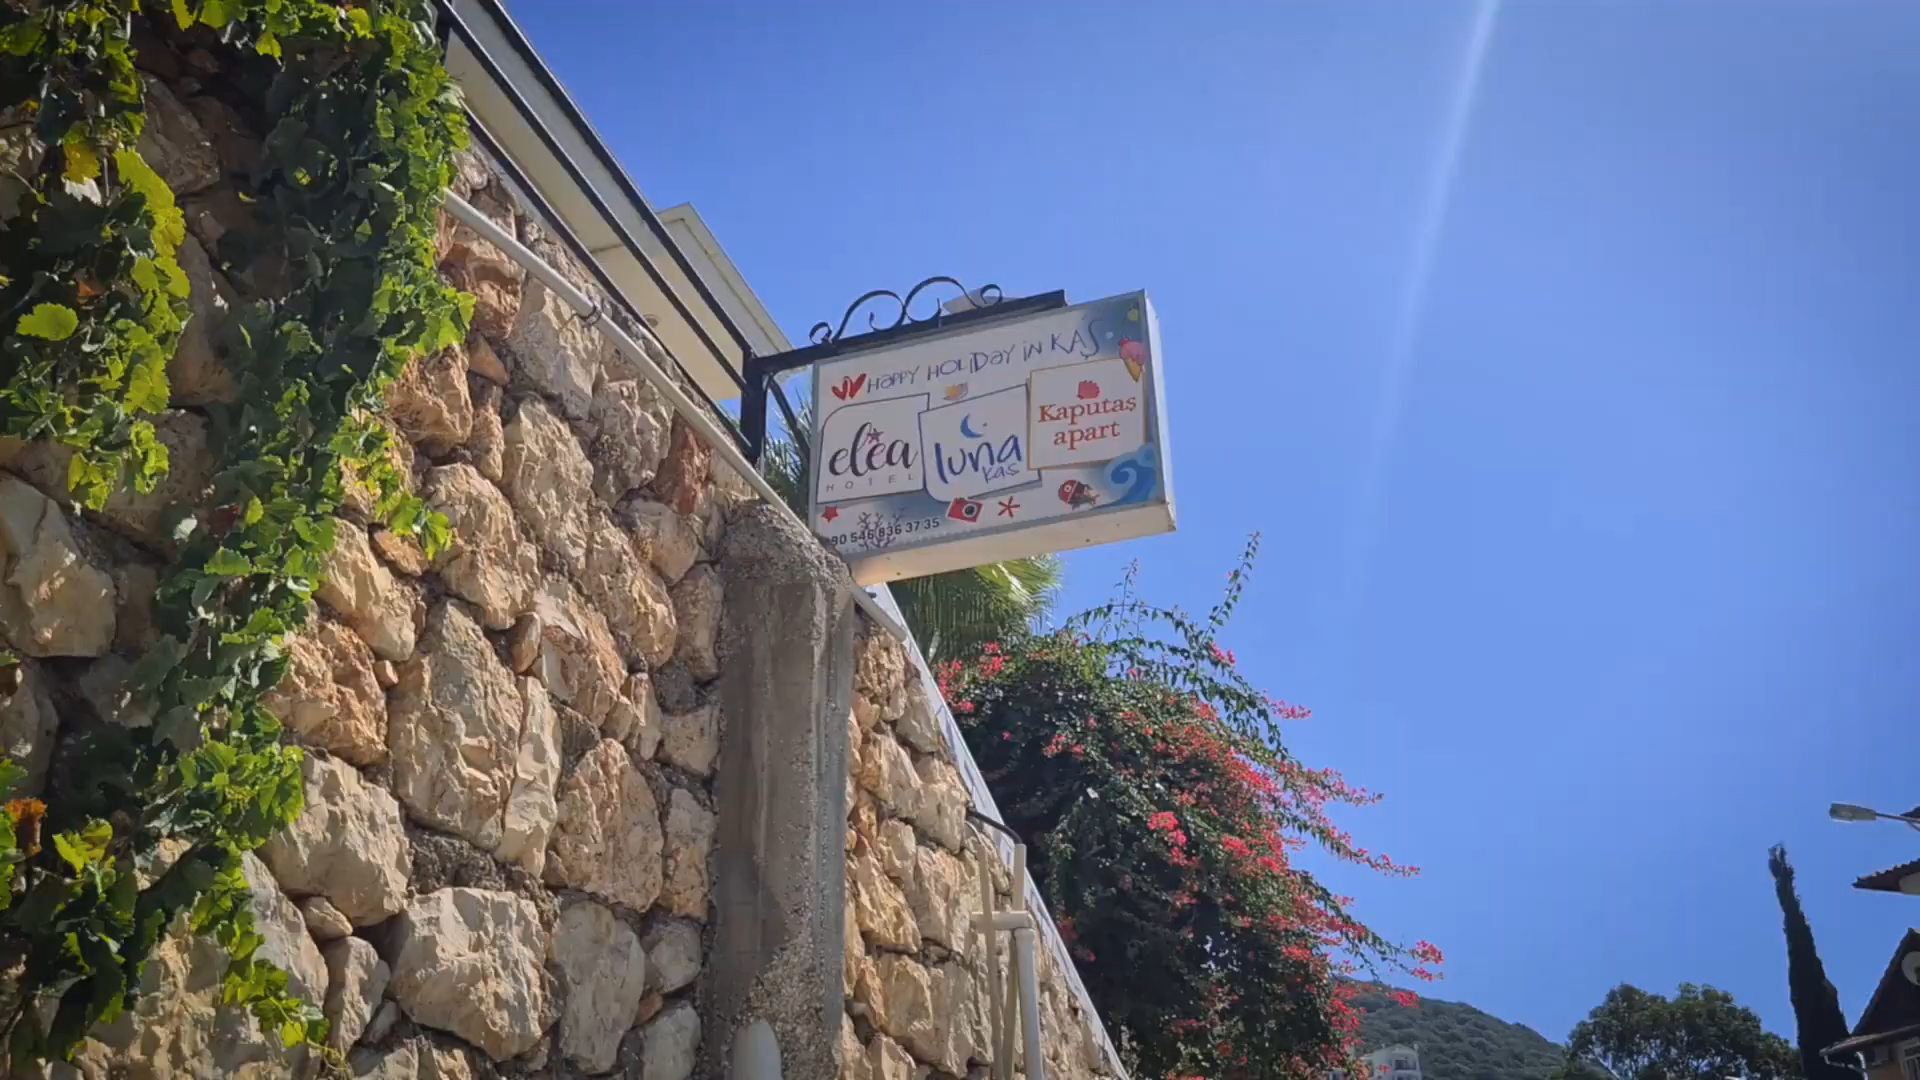 HAPPY HOLIDAY iN KAŞ
elea
HOTEL
luna
kaş
Kaputaş
apart
90 546 836 37 35